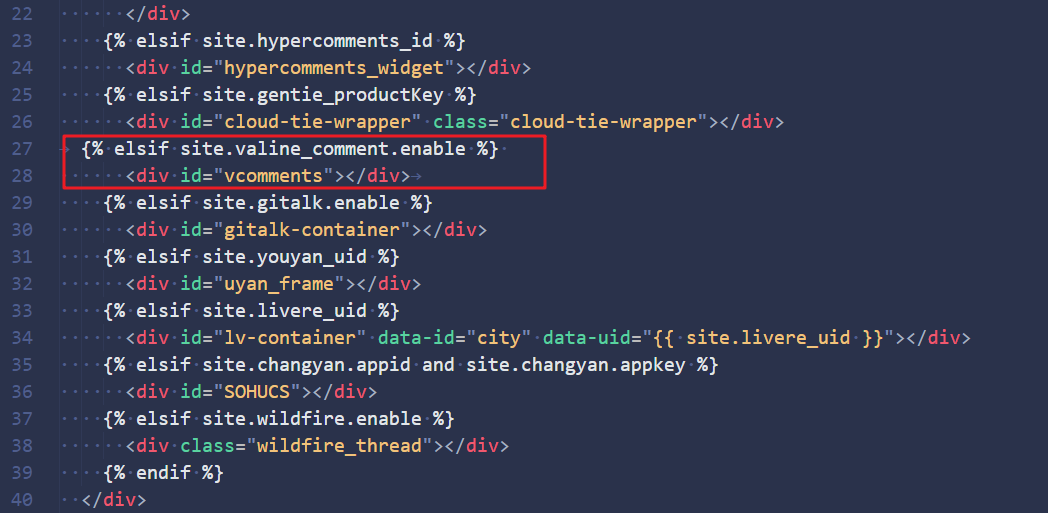 22 </div>
23 {% elsif site.hypercomments_id %}
24 <div id="hypercomments_widget"></div>
25 {% elsif site.gentie_productKey %}
26 <div id="cloud-tie-wrapper" class="cloud-tie-wrapper"></div>
27 {% elsif site.valine_comment.enable %}
28 <div id="vcomments"></div>
29 {% elsif site.gitalk.enable %}
30 <div id="gitalk-container"></div>
31 {% elsif site.youyan_uid %}
32 <div id="uyan_frame"></div>
33 {% elsif site.livere_uid %}
34 <div id="lv-container" data-id="city" data-uid="{{ site.livere_uid }}"></div>
35 {% elsif site.changyan.appid and site.changyan.appkey %}
36 <div id="SOHUCS"></div>
37 {% elsif site.wildfire.enable %}
38 <div class="wildfire_thread"></div>
39 {% endif %}
40 </div>